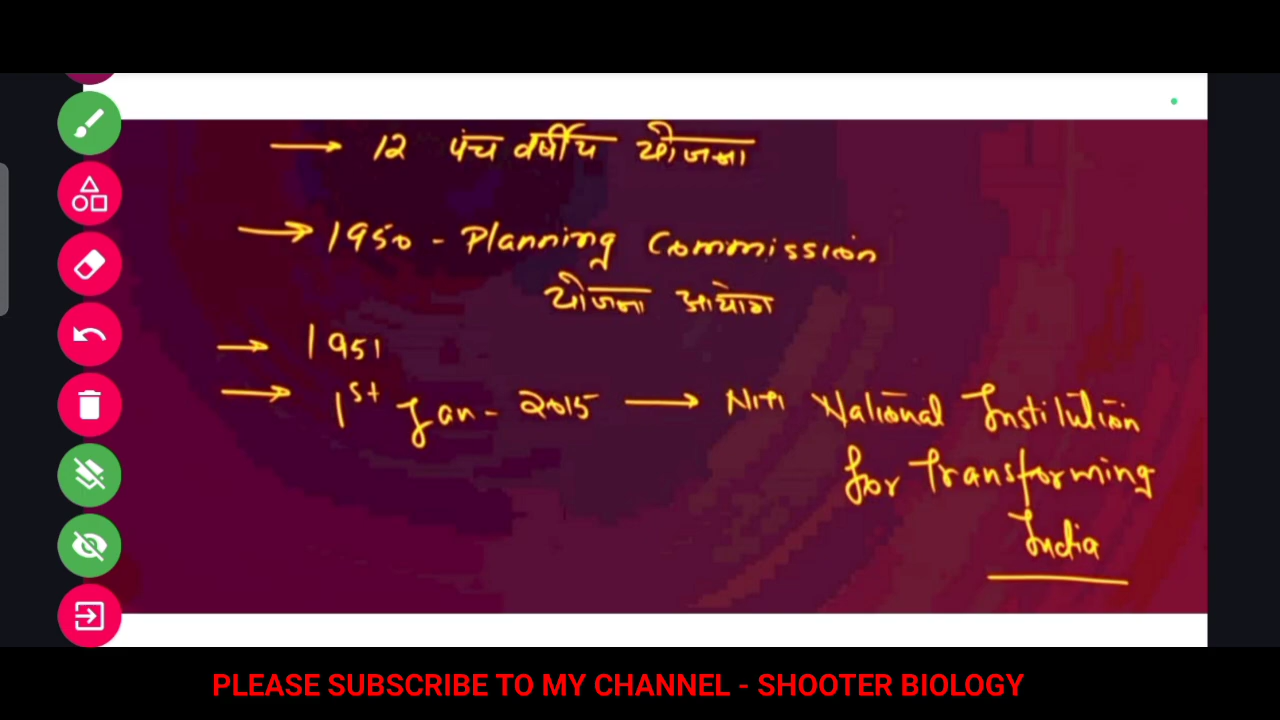 → 12 पंच वर्षीय योजना
→ 1950 - Planning Commission
योजना आयोग
→ 1951
→ 1st Jan - 2015 → NITI National Institution
for Transforming
India
PLEASE SUBSCRIBE TO MY CHANNEL - SHOOTER BIOLOGY